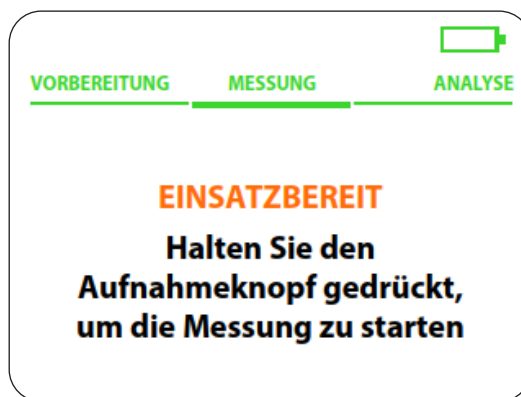 VORBEREITUNG MESSUNG ANALYSE
EINSATZBEREIT
Halten Sie den
Aufnahmeknopf gedrückt,
um die Messung zu starten